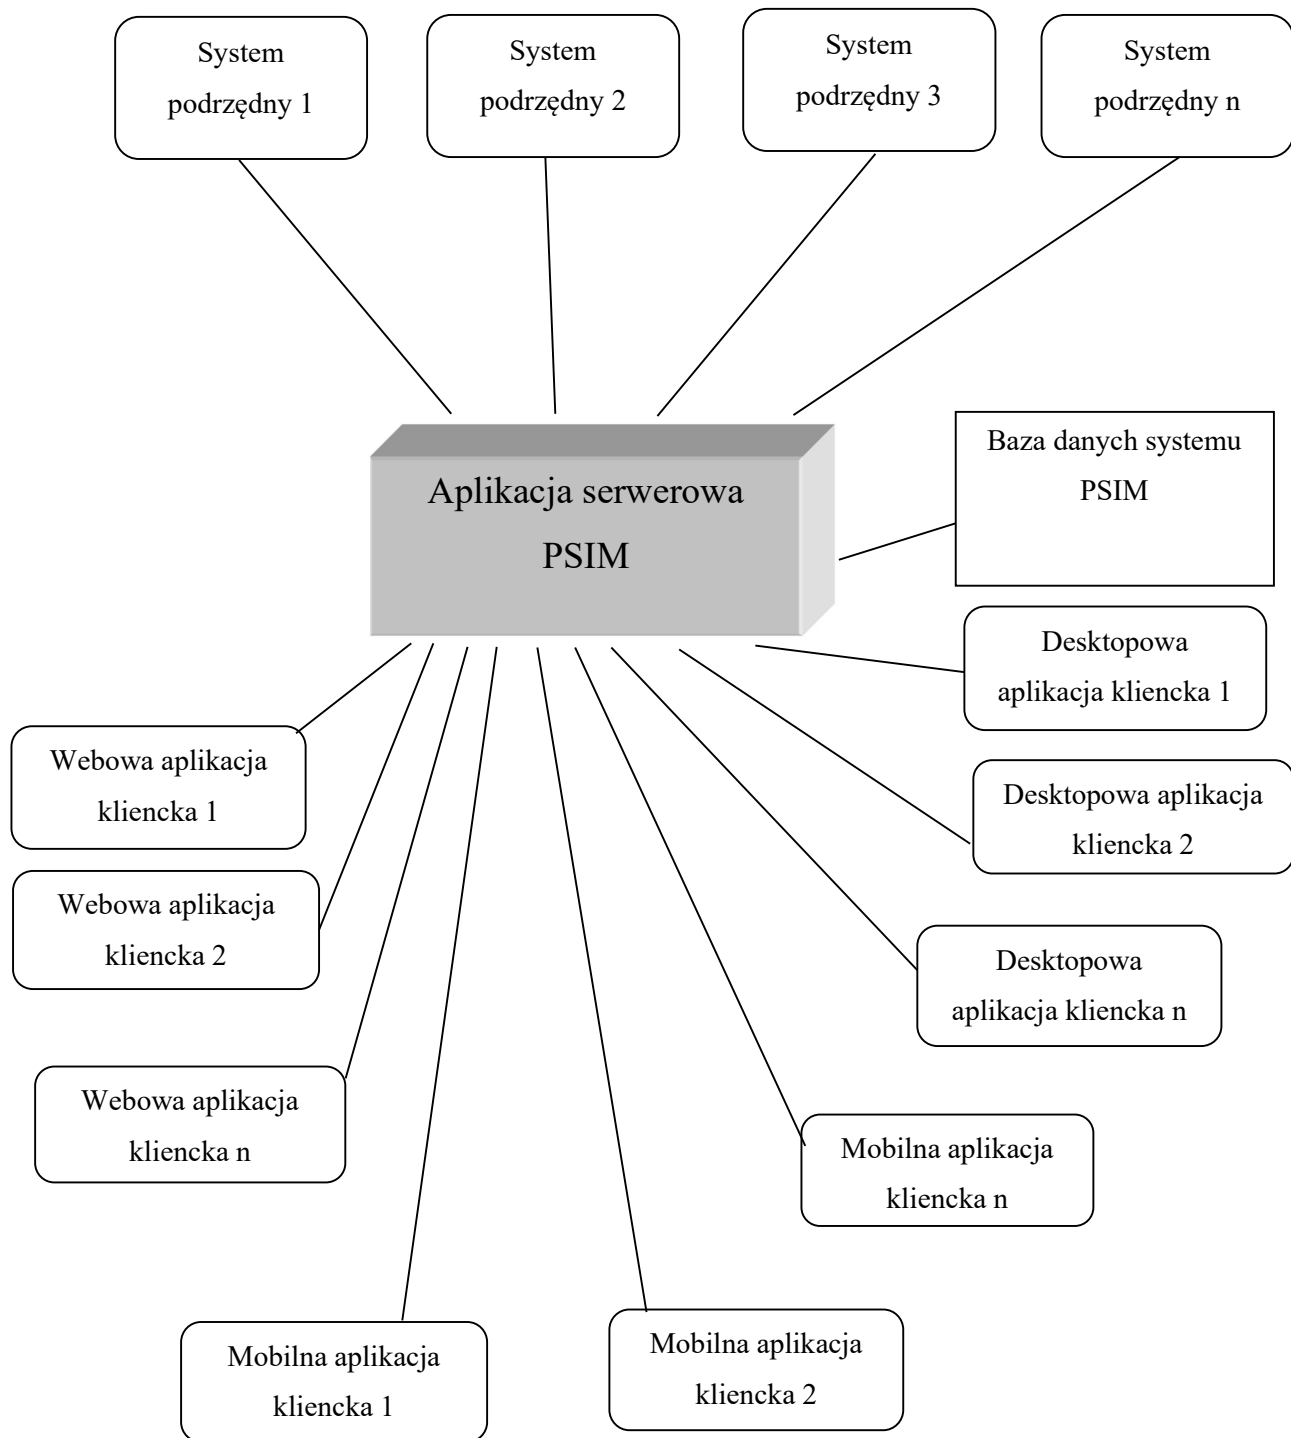 System
podrzędny 1
System
podrzędny 2
System
podrzędny 3
System
podrzędny n
Aplikacja serwerowa
PSIM
Baza danych systemu
PSIM
Desktopowa
aplikacja kliencka 1
Webowa aplikacja
kliencka 1
Desktopowa aplikacja
kliencka 2
Webowa aplikacja
kliencka 2
Desktopowa
aplikacja kliencka n
Webowa aplikacja
kliencka n
Mobilna aplikacja
kliencka n
Mobilna aplikacja
kliencka 1
Mobilna aplikacja
kliencka 2